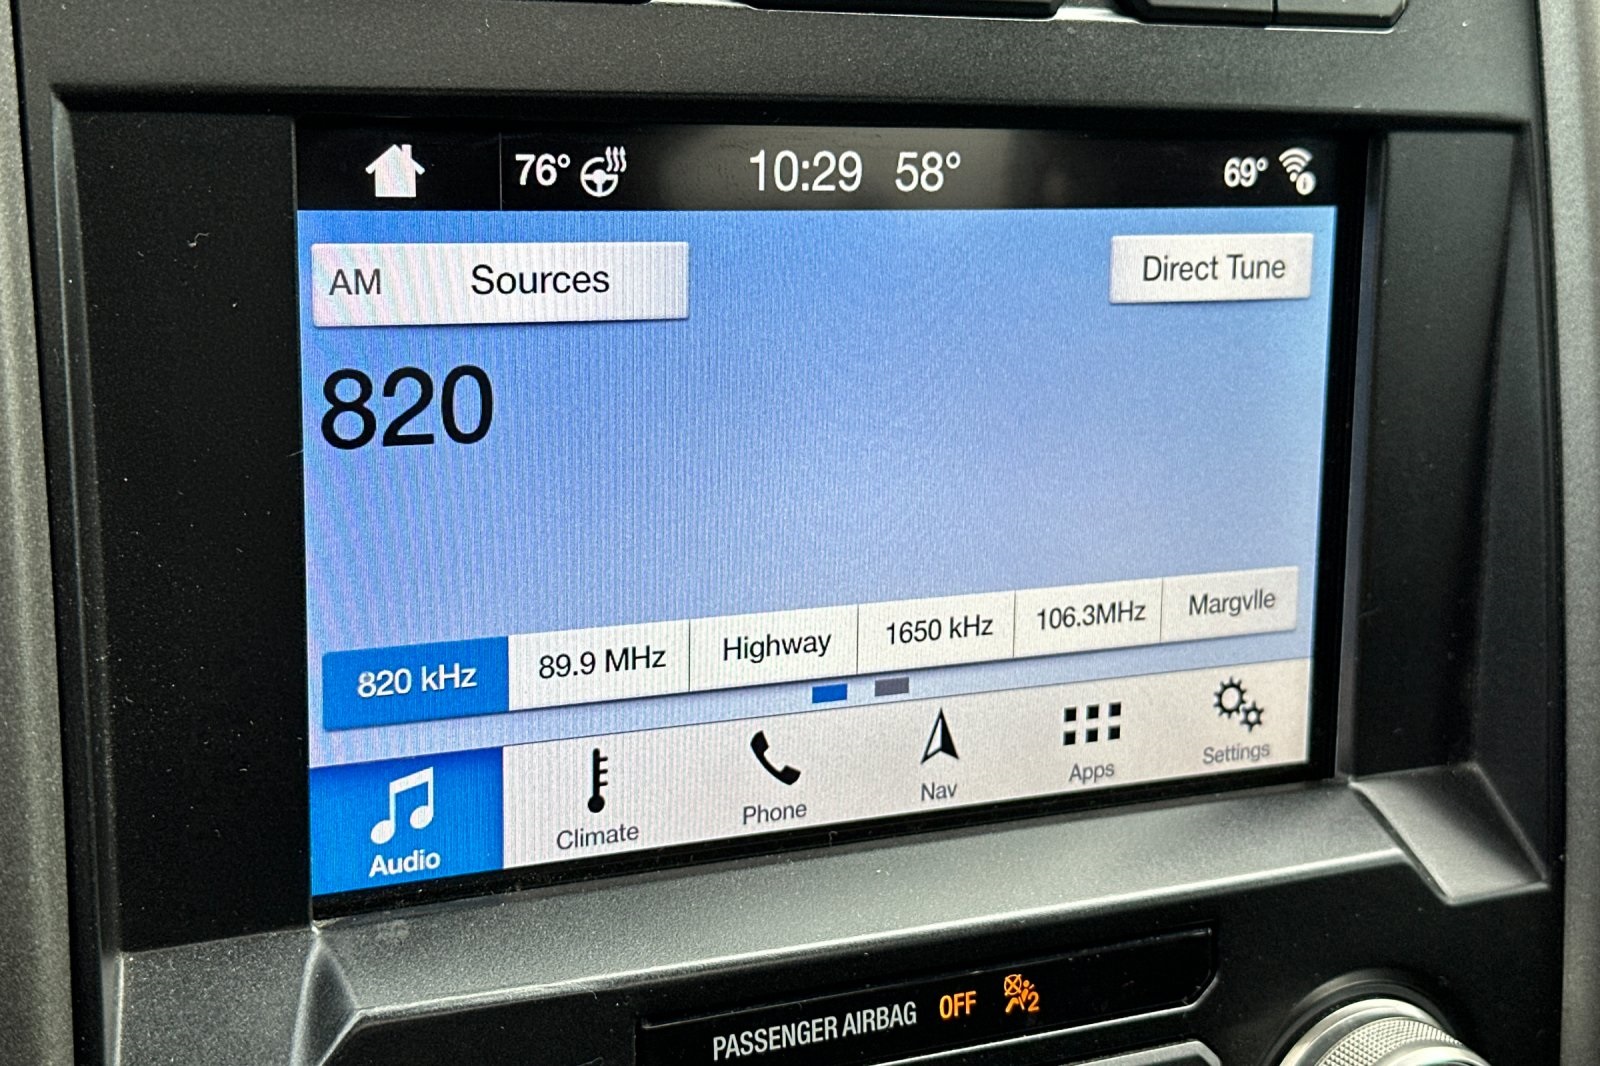 76° 10:29 58° 69°
AM Sources Direct Tune
820
820 kHz 89.9 MHz Highway 1650 kHz 106.3MHz Margvlle
Audio Climate Phone Nav Apps Settings
PASSENGER AIRBAG OFF 2